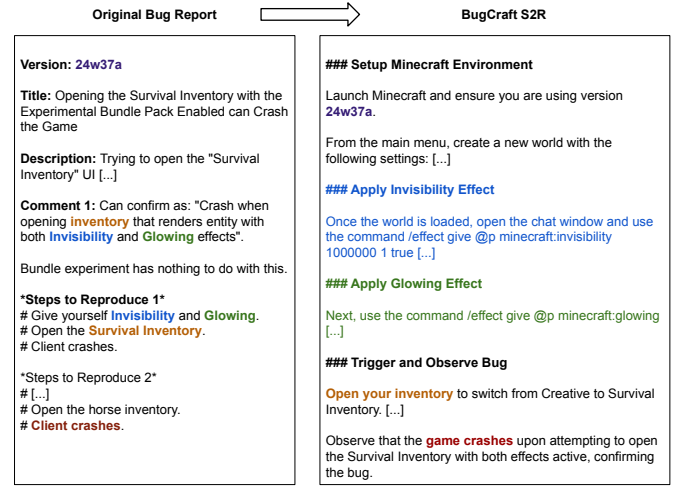 Original Bug Report
BugCraft S2R
Version: 24w37a
Title: Opening the Survival Inventory with the
Experimental Bundle Pack Enabled can Crash
the Game
Description: Trying to open the "Survival
Inventory" UI [...]
Comment 1: Can confirm as: "Crash when
opening inventory that renders entity with
both Invisibility and Glowing effects".
Bundle experiment has nothing to do with this.
*Steps to Reproduce 1*
# Give yourself Invisibility and Glowing.
# Open the Survival Inventory.
# Client crashes.
*Steps to Reproduce 2*
# [...]
# Open the horse inventory.
# Client crashes.
### Setup Minecraft Environment
Launch Minecraft and ensure you are using version
24w37a.
From the main menu, create a new world with the
following settings: [...]
### Apply Invisibility Effect
Once the world is loaded, open the chat window and use
the command /effect give @p minecraft:invisibility
1000000 1 true [...]
### Apply Glowing Effect
Next, use the command /effect give @p minecraft:glowing
[...]
### Trigger and Observe Bug
Open your inventory to switch from Creative to Survival
Inventory. [...]
Observe that the game crashes upon attempting to open
the Survival Inventory with both effects active, confirming
the bug.